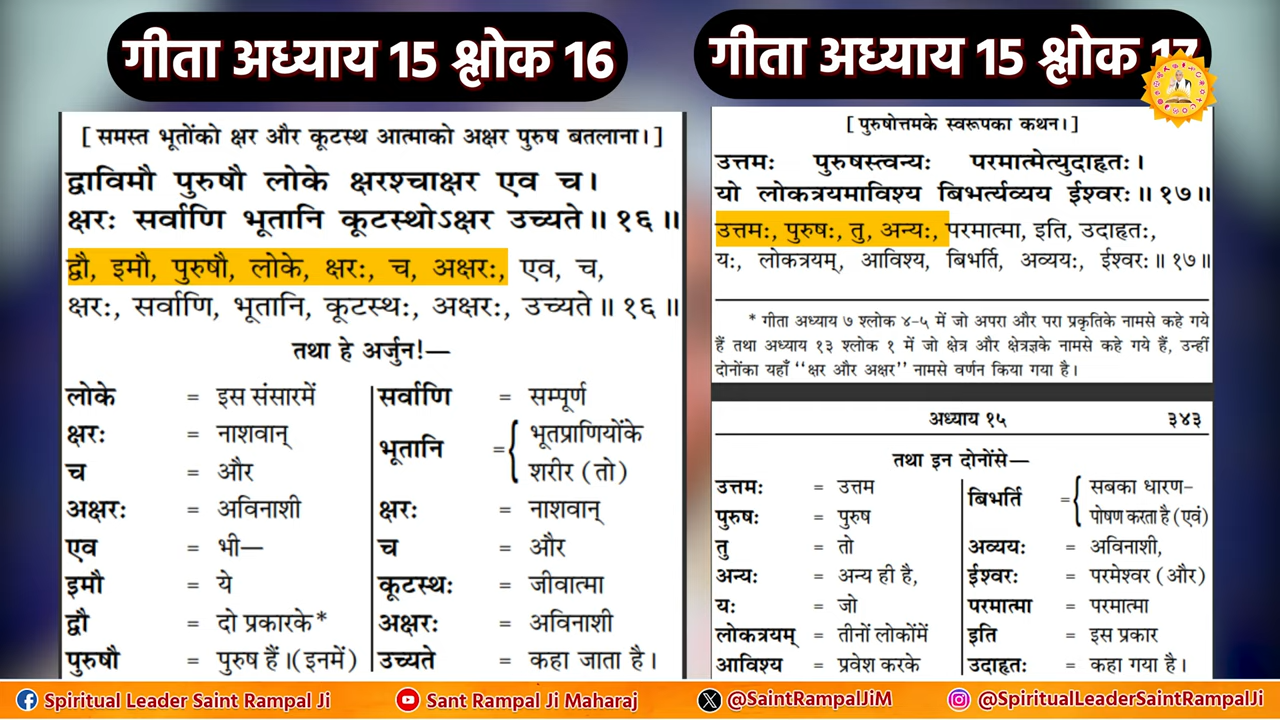 गीता अध्याय 15 श्लोक 16
[ समस्त भूतोंको क्षर और कूटस्थ आत्माको अक्षर पुरुष बतलाना। ]
द्वाविमौ पुरुषौ लोके क्षरश्चाक्षर एव च।
क्षरः सर्वाणि भूतानि कूटस्थोऽक्षर उच्यते॥ १६॥
द्वौ, इमौ, पुरुषौ, लोके, क्षरः, च, अक्षरः, एव, च,
क्षरः, सर्वाणि, भूतानि, कूटस्थः, अक्षरः, उच्यते॥ १६॥
तथा हे अर्जुन!—
लोके = इस संसारमें
क्षरः = नाशवान्
च = और
अक्षरः = अविनाशी
एव = भी—
इमौ = ये
द्वौ = दो प्रकारके*
पुरुषौ = पुरुष हैं। (इनमें)
सर्वाणि = सम्पूर्ण
भूतानि = { भूतप्राणियोंके
शरीर (तो)
क्षरः = नाशवान्
च = और
कूटस्थः = जीवात्मा
अक्षरः = अविनाशी
उच्यते = कहा जाता है।
गीता अध्याय 15 श्लोक 17
[ पुरुषोत्तमके स्वरूपका कथन। ]
उत्तमः पुरुषस्त्वन्यः परमात्मेत्युदाहृतः।
यो लोकत्रयमाविश्य बिभर्त्यव्यय ईश्वरः॥ १७॥
उत्तमः, पुरुषः, तु, अन्यः, परमात्मा, इति, उदाहृतः,
यः, लोकत्रयम्, आविश्य, बिभर्ति, अव्ययः, ईश्वरः॥ १७॥
* गीता अध्याय ७ श्लोक ४-५ में जो अपरा और परा प्रकृतिके नामसे कहे गये
हैं तथा अध्याय १३ श्लोक १ में जो क्षेत्र और क्षेत्रज्ञके नामसे कहे गये हैं, उन्हीं
दोनोंका यहाँ ‘‘क्षर और अक्षर’’ नामसे वर्णन किया गया है।
अध्याय १५ ३४३
तथा इन दोनोंसे—
उत्तमः = उत्तम
पुरुषः = पुरुष
तु = तो
अन्यः = अन्य ही है,
यः = जो
लोकत्रयम् = तीनों लोकोंमें
आविश्य = प्रवेश करके
बिभर्ति = { सबका धारण-
पोषण करता है (एवं)
अव्ययः = अविनाशी,
ईश्वरः = परमेश्वर (और)
परमात्मा = परमात्मा
इति = इस प्रकार
उदाहृतः = कहा गया है।
Spiritual Leader Saint Rampal Ji
Sant Rampal Ji Maharaj
@SaintRampalJiM
@SpiritualLeaderSaintRampalJi